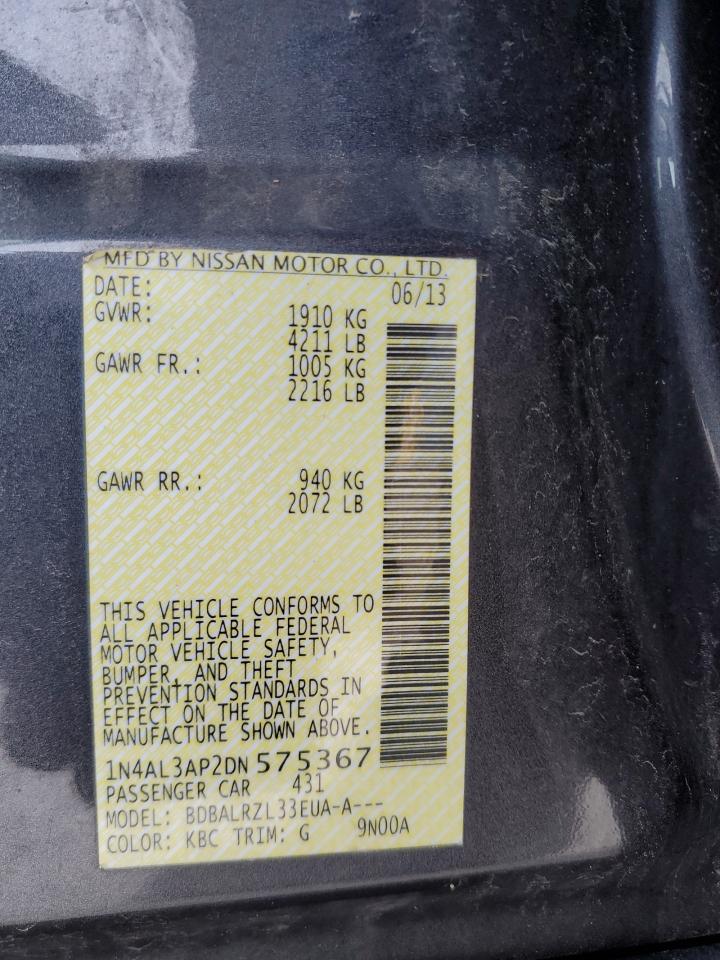 MFD BY NISSAN MOTOR CO., LTD.
DATE: 06/13
GVWR: 1910 KG
4211 LB
GAWR FR.: 1005 KG
2216 LB
GAWR RR.: 940 KG
2072 LB
THIS VEHICLE CONFORMS TO
ALL APPLICABLE FEDERAL
MOTOR VEHICLE SAFETY,
BUMPER, AND THEFT
PREVENTION STANDARDS IN
EFFECT ON THE DATE OF
MANUFACTURE SHOWN ABOVE.
1N4AL3AP2DN575367
PASSENGER CAR 431
MODEL: BDBALRZL33EUA-A---
COLOR: KBC TRIM: G 9N00A